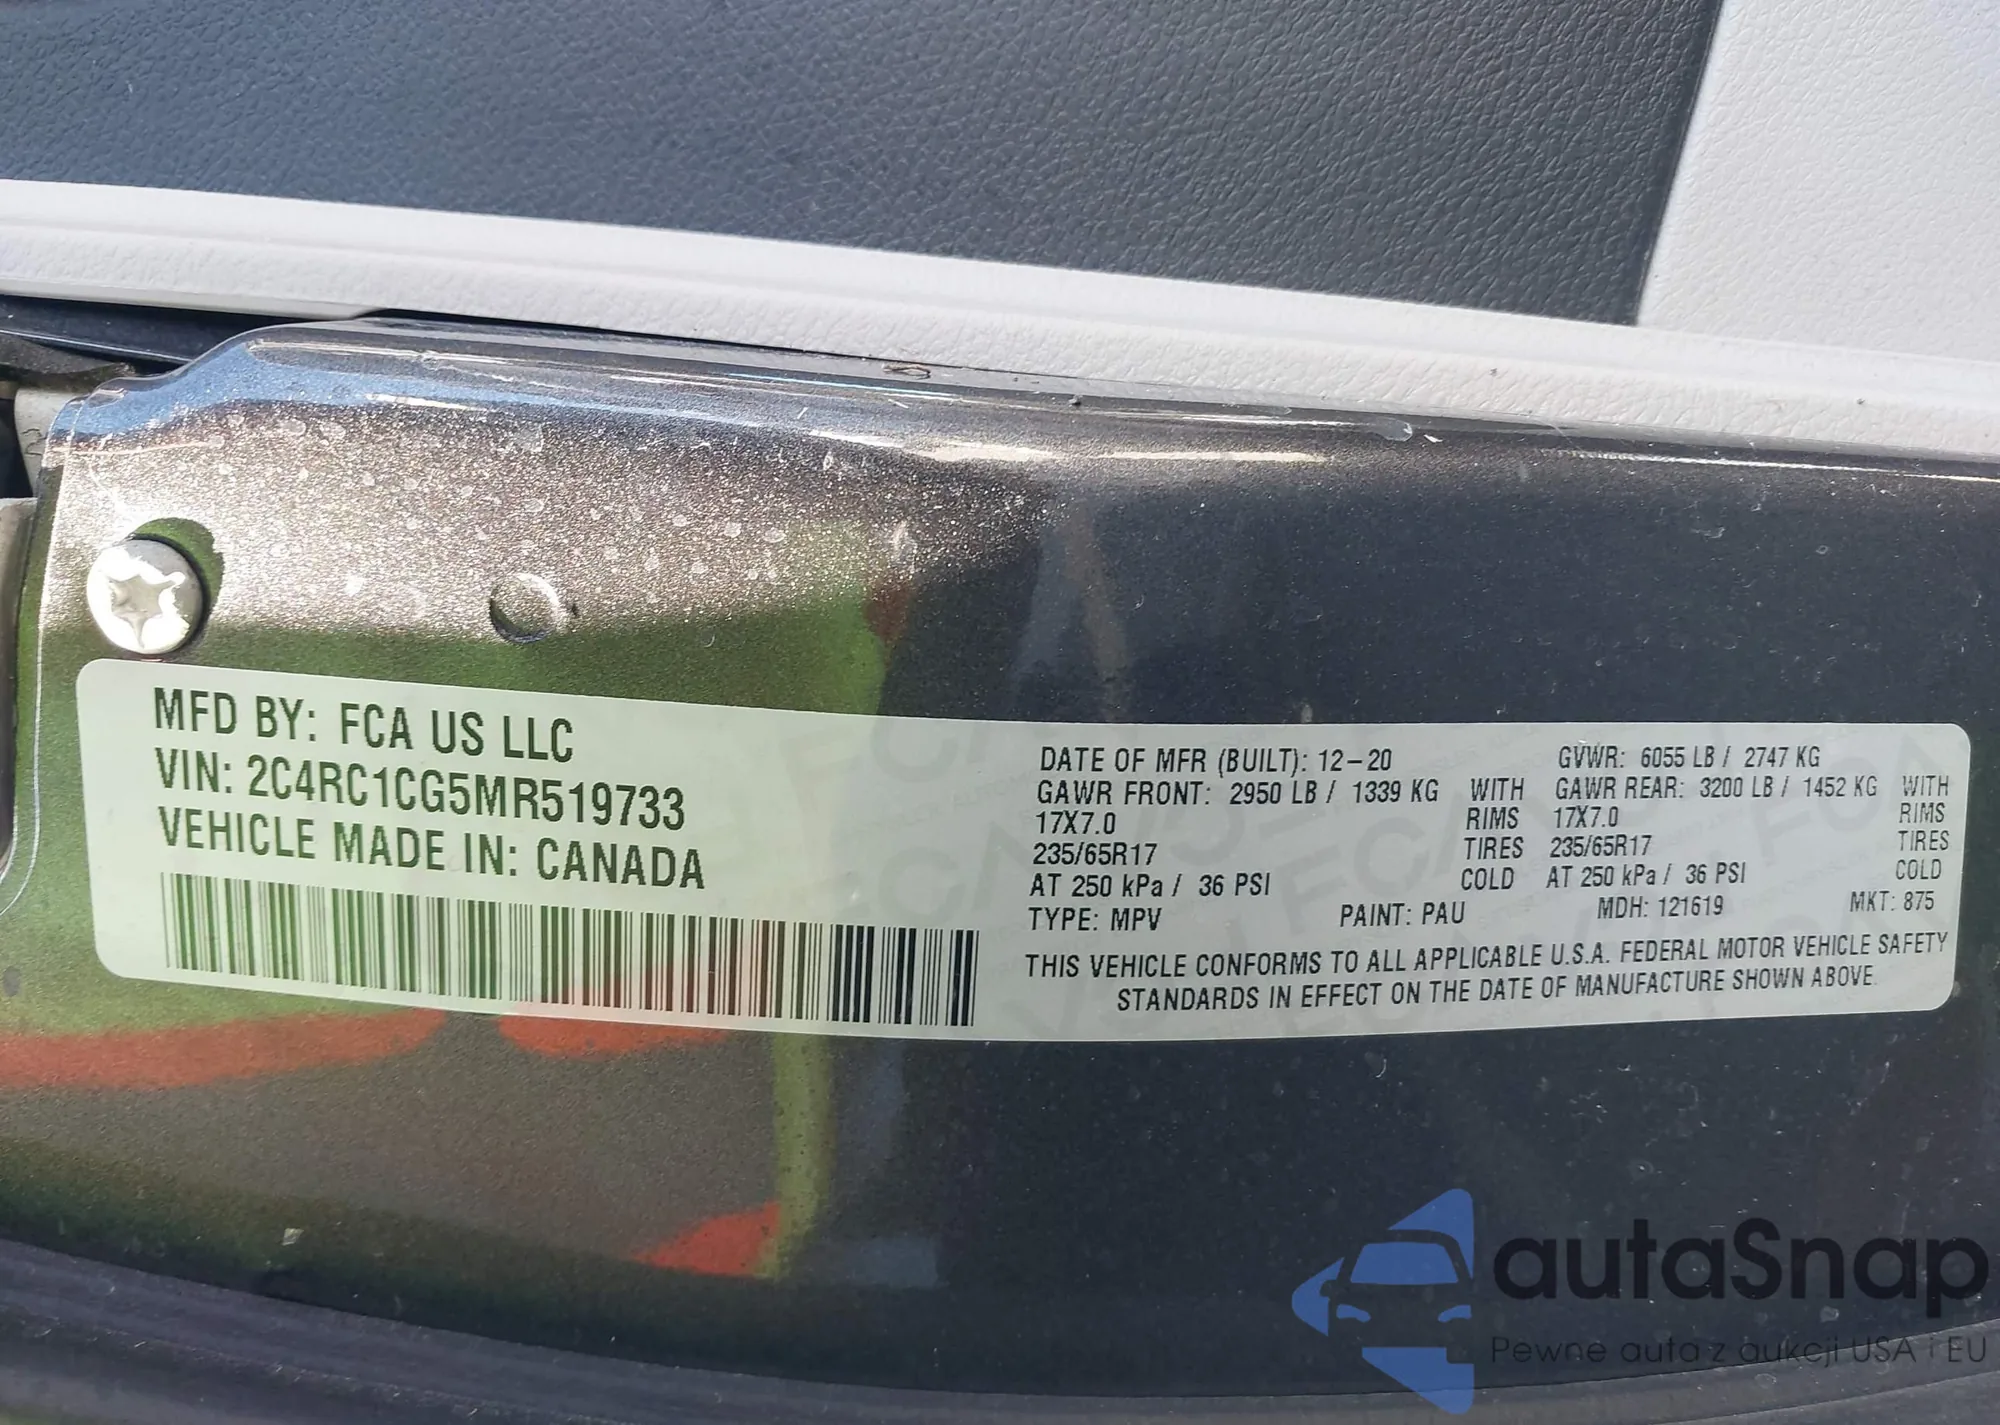 MFD BY: FCA US LLC
VIN: 2C4RC1CG5MR519733
VEHICLE MADE IN: CANADA
DATE OF MFR (BUILT): 12-20 GVWR: 6055 LB / 2747 KG
GAWR FRONT: 2950 LB / 1339 KG WITH GAWR REAR: 3200 LB / 1452 KG WITH
17X7.0 RIMS 17X7.0 RIMS
235/65R17 TIRES 235/65R17 TIRES
AT 250 kPa / 36 PSI COLD AT 250 kPa / 36 PSI COLD
TYPE: MPV PAINT: PAU MDH: 121619 MKT: 875
THIS VEHICLE CONFORMS TO ALL APPLICABLE U.S.A. FEDERAL MOTOR VEHICLE SAFETY
STANDARDS IN EFFECT ON THE DATE OF MANUFACTURE SHOWN ABOVE.
autaSnap
Pewne auta z aukcji USA i EU